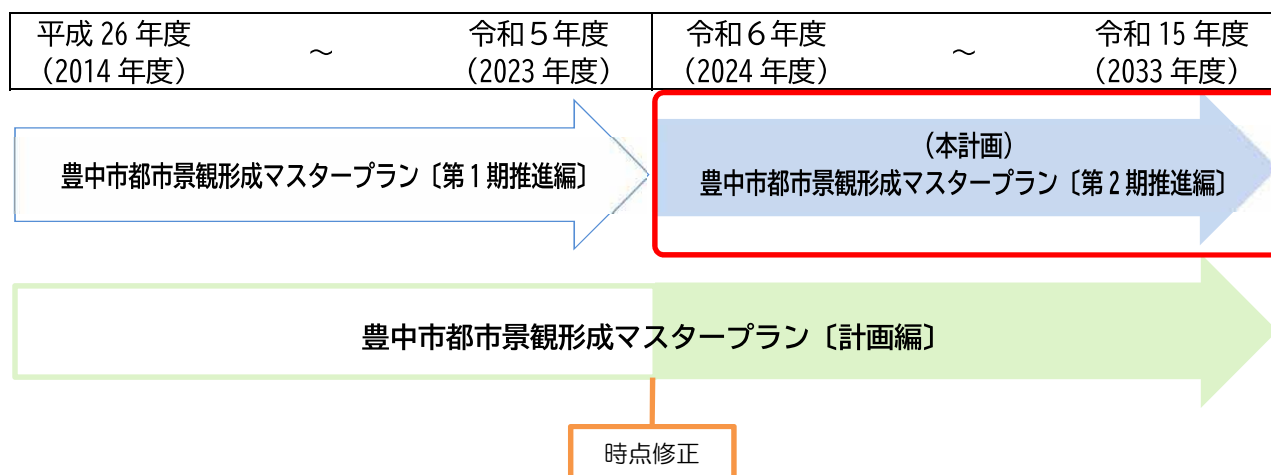 平成 26 年度 ～ 令和５年度 令和６年度 ～ 令和 15 年度
（2014 年度） （2023 年度） （2024 年度） （2033 年度）
（本計画）
豊中市都市景観形成マスタープラン〔第１期推進編〕
豊中市都市景観形成マスタープラン〔第２期推進編〕
豊中市都市景観形成マスタープラン〔計画編〕
時点修正